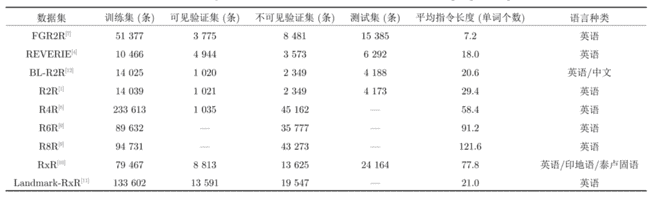 数据集 训练集 (条) 可见验证集 (条) 不可见验证集 (条) 测试集 (条) 平均指令长度 (单词个数) 语言种类
FGR2R 51 377 3 775 8 481 15 385 7.2 英语
REVERIE[4] 10 466 4 944 3 573 6 292 18.0 英语
BL-R2R 14 025 1 020 2 349 4 188 20.6 英语/中文
R2R 14 039 1 021 2 349 4 173 29.4 英语
R4R 233 613 1 035 45 162 — 58.4 英语
R6R 89 632 — 35 777 — 91.2 英语
R8R 94 731 — 43 273 — 121.6 英语
RxR[10] 79 467 8 813 13 625 24 164 77.8 英语/印地语/泰卢固语
Landmark-RxR[11] 133 602 13 591 19 547 — 21.0 英语